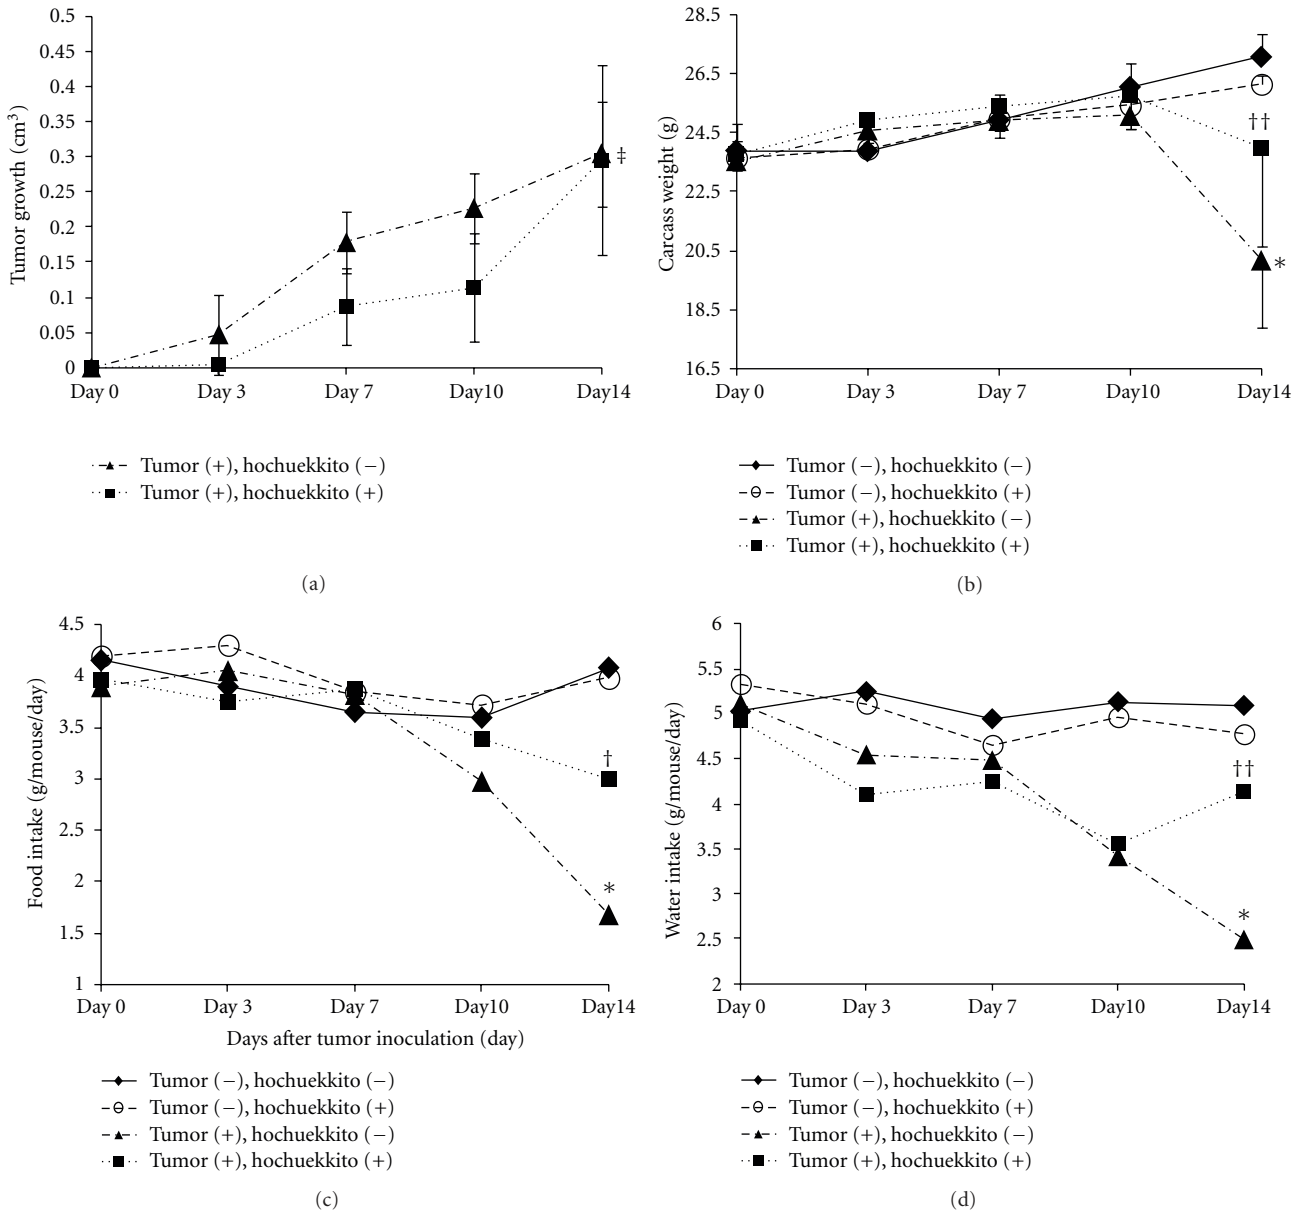 0.5
0.45
0.4
0.35
0.3
0.25
0.2
0.15
0.1
0.05
0
Tumor growth (cm³)
‡
Day 0 Day 3 Day 7 Day10 Day14
Tumor (+), hochuekkito (−)
Tumor (+), hochuekkito (+)
(a)
28.5
26.5
24.5
22.5
20.5
18.5
16.5
Carcass weight (g)
††
*
Day 0 Day 3 Day 7 Day10 Day14
Tumor (−), hochuekkito (−)
Tumor (−), hochuekkito (+)
Tumor (+), hochuekkito (−)
Tumor (+), hochuekkito (+)
(b)
4.5
4
3.5
3
2.5
2
1.5
1
Food intake (g/mouse/day)
†
*
Day 0 Day 3 Day 7 Day10 Day14
Days after tumor inoculation (day)
Tumor (−), hochuekkito (−)
Tumor (−), hochuekkito (+)
Tumor (+), hochuekkito (−)
Tumor (+), hochuekkito (+)
(c)
6
5.5
5
4.5
4
3.5
3
2.5
2
Water intake (g/mouse/day)
††
*
Day 0 Day 3 Day 7 Day10 Day14
Tumor (−), hochuekkito (−)
Tumor (−), hochuekkito (+)
Tumor (+), hochuekkito (−)
Tumor (+), hochuekkito (+)
(d)